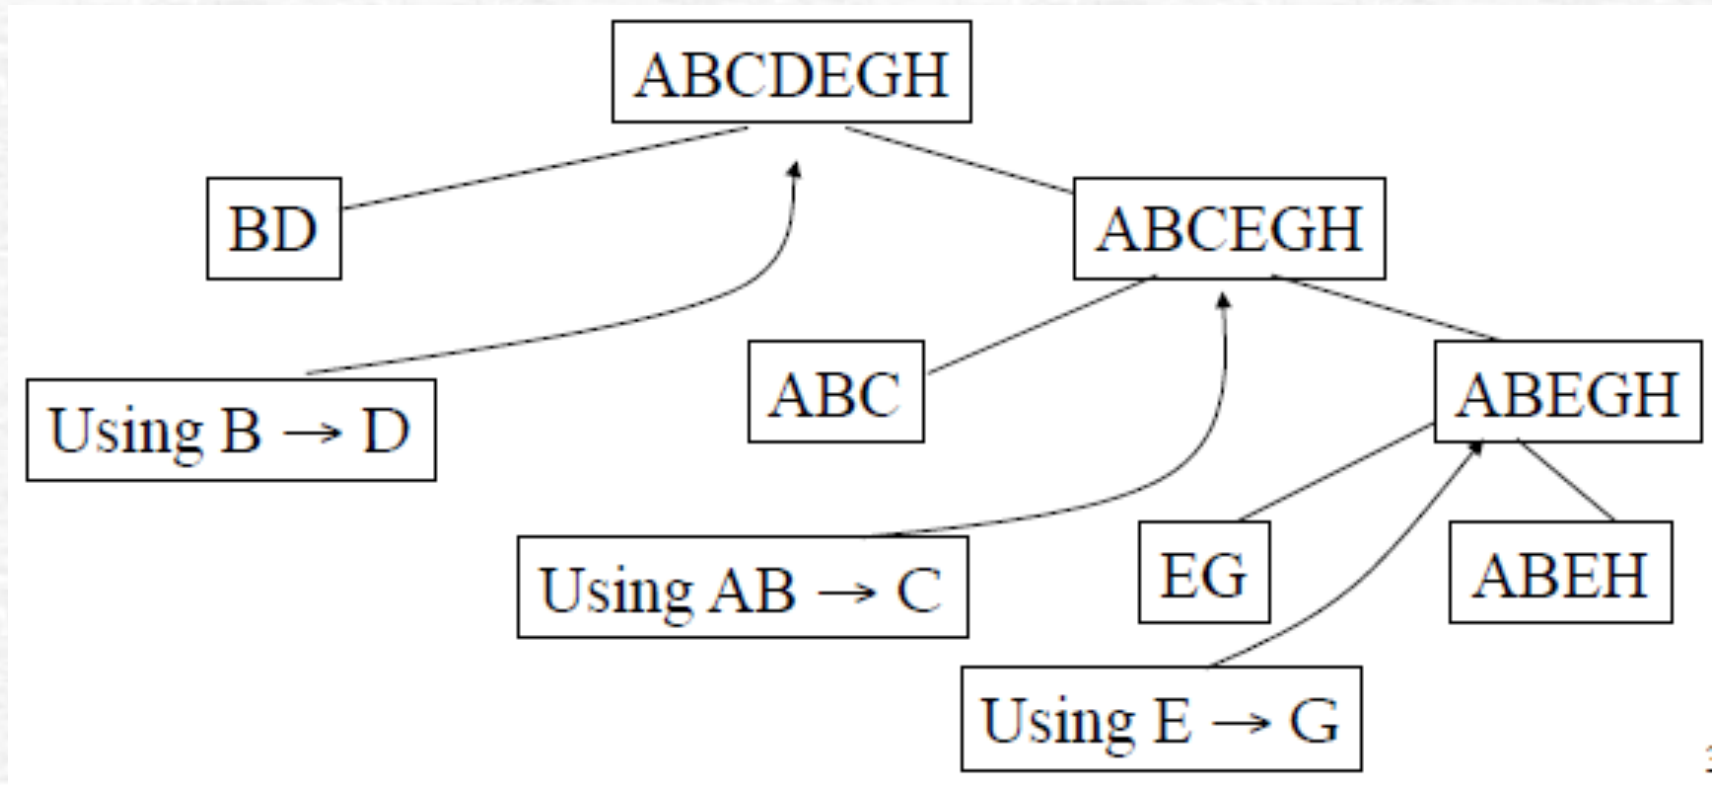 ABCDEGH
BD
ABCEGH
ABC
ABEGH
Using B → D
EG
ABEH
Using AB → C
Using E → G